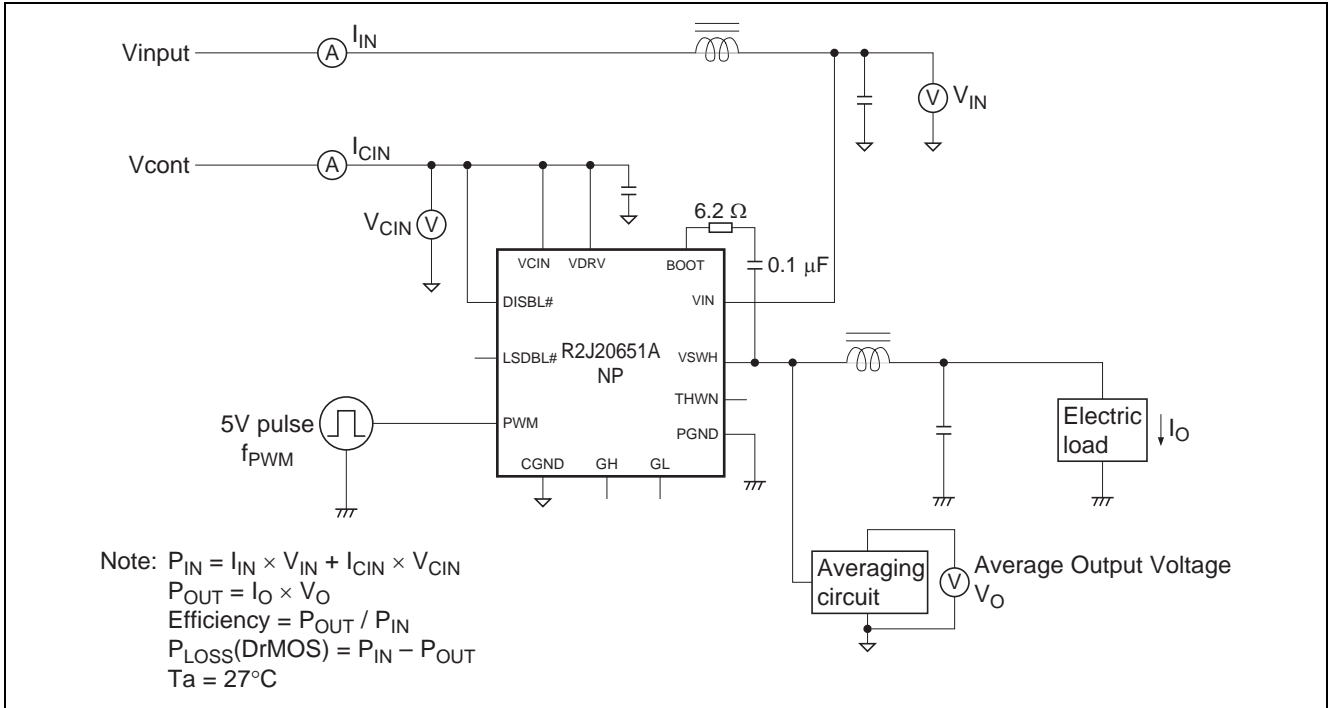 Vinput
A
I_IN
V
V_IN
Vcont
A
I_CIN
V_CIN
V
6.2 Ω
0.1 μF
VCIN
VDRV
BOOT
DISBL#
VIN
LSDBL#
R2J20651A
NP
VSWH
THWN
PWM
PGND
CGND
GH
GL
5V pulse
f_PWM
Electric
load
I_O
Averaging
circuit
V
Average Output Voltage
V_O
Note: P_IN = I_IN × V_IN + I_CIN × V_CIN
P_OUT = I_O × V_O
Efficiency = P_OUT / P_IN
P_LOSS(DrMOS) = P_IN – P_OUT
Ta = 27°C